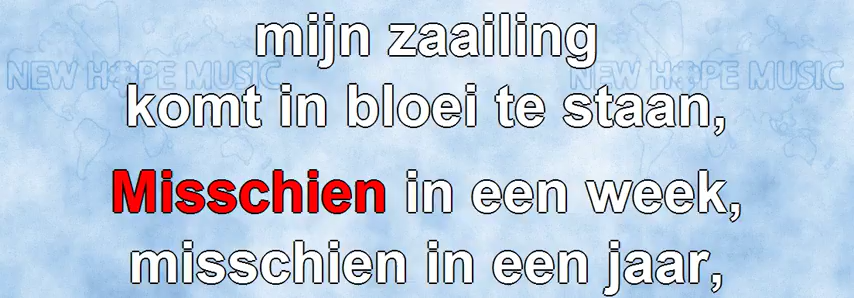 mijn zaailing
NEW HOPE MUSIC NEW HOPE MUSIC
komt in bloei te staan,
Misschien in een week,
misschien in een jaar,